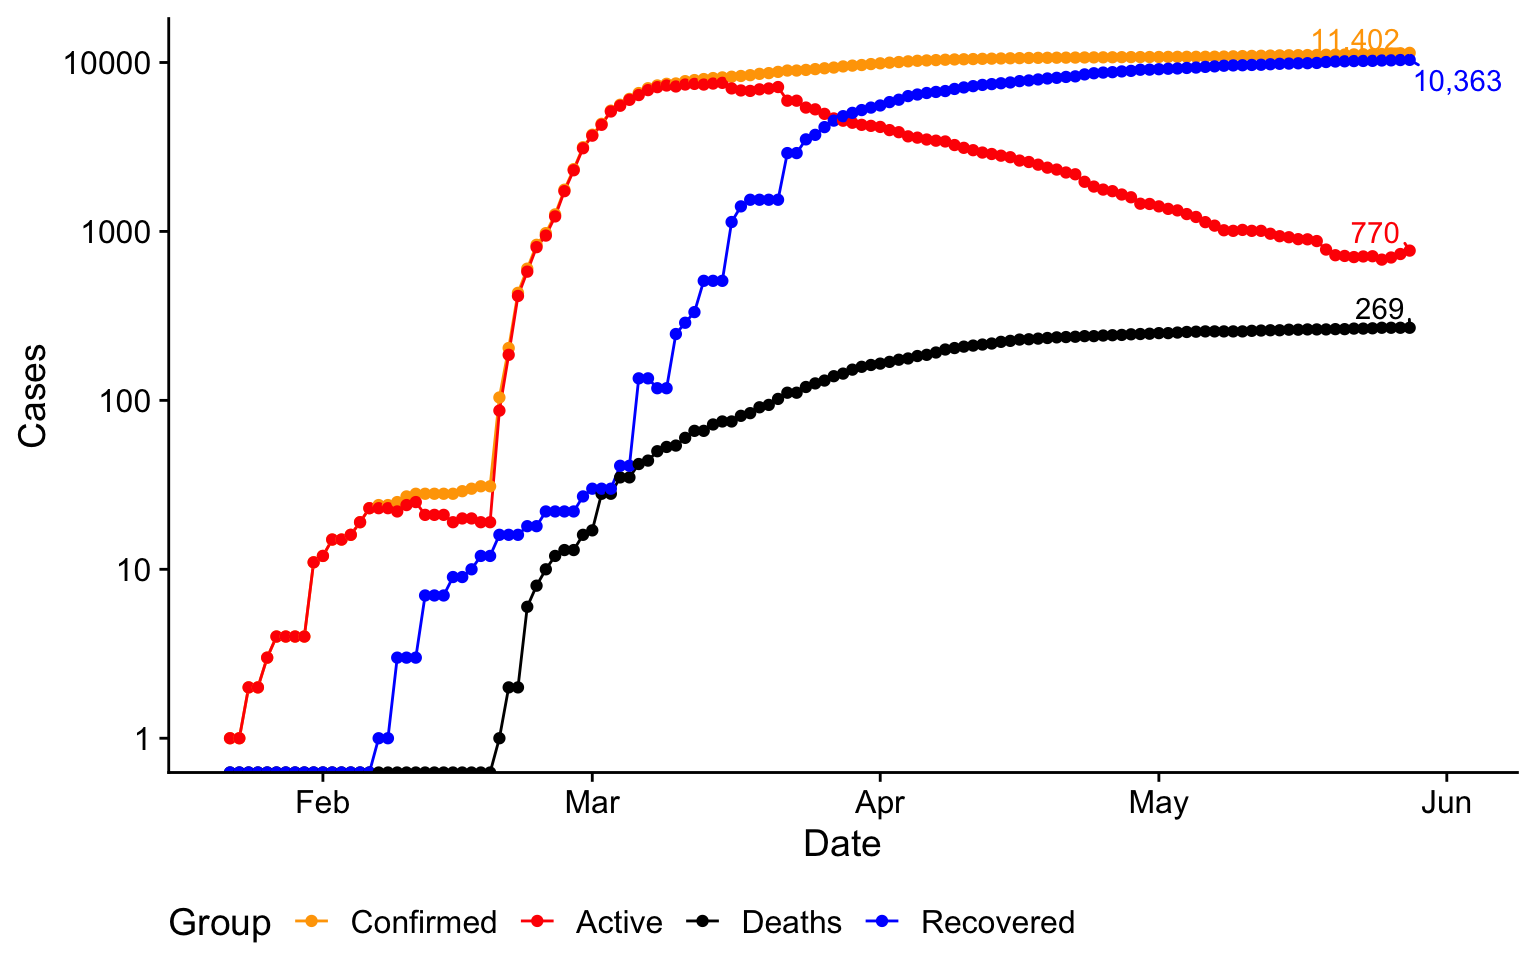 11,402
10000
10,363
1000
770
269
Cases
100
10
1
Feb Mar Apr May Jun
Date
Group Confirmed Active Deaths Recovered